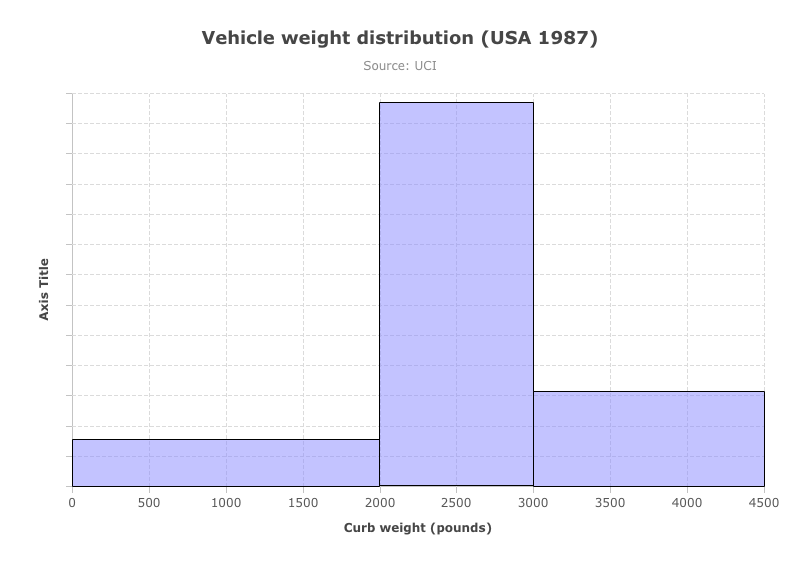 Vehicle weight distribution (USA 1987)
Source: UCI
Axis Title
0 500 1000 1500 2000 2500 3000 3500 4000 4500
Curb weight (pounds)